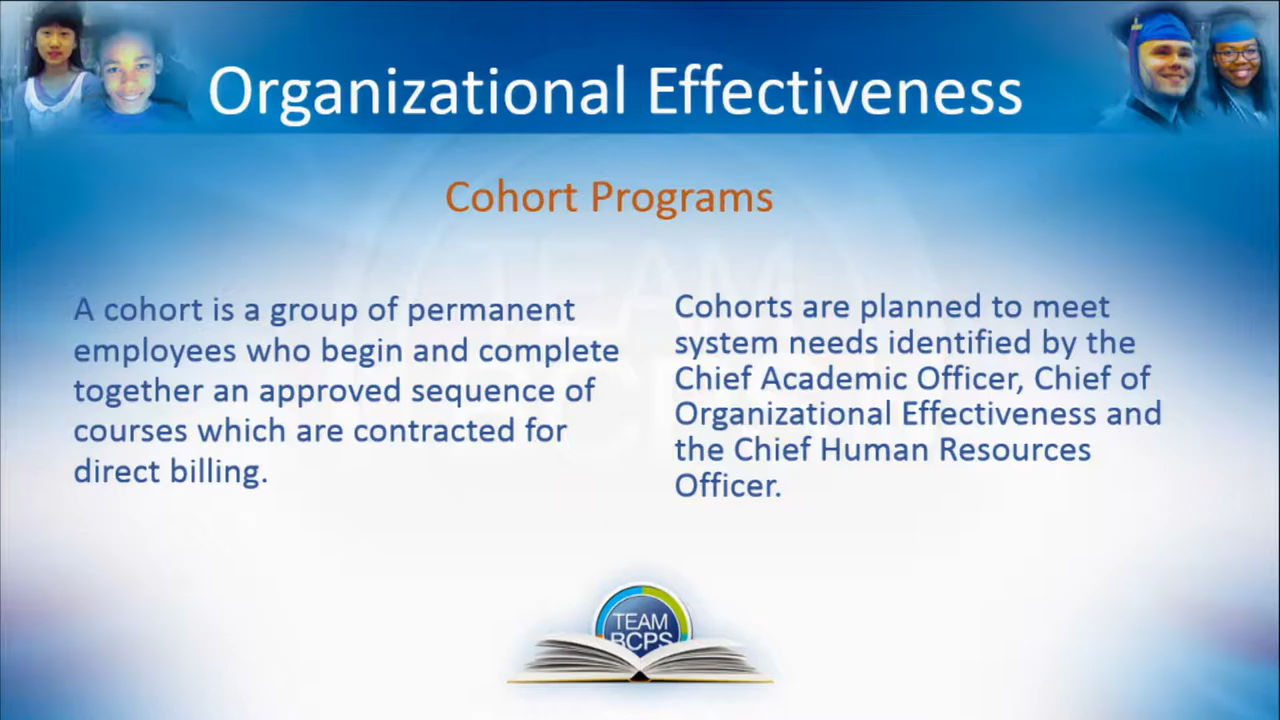 Organizational Effectiveness
Cohort Programs
A cohort is a group of permanent
employees who begin and complete
together an approved sequence of
courses which are contracted for
direct billing.
Cohorts are planned to meet
system needs identified by the
Chief Academic Officer, Chief of
Organizational Effectiveness and
the Chief Human Resources
Officer.
TEAM
BCPS